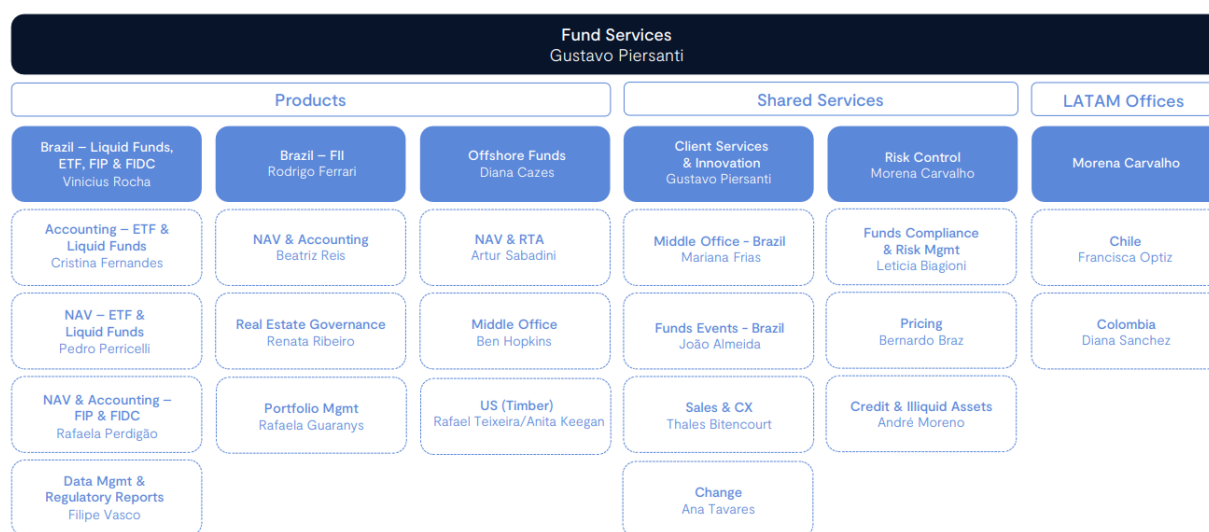 Fund Services
Gustavo Piersanti
Products
Shared Services
LATAM Offices
Brazil – Liquid Funds,
ETF, FIP & FIDC
Vinicius Rocha
Brazil – FII
Rodrigo Ferrari
Offshore Funds
Diana Cazes
Client Services
& Innovation
Gustavo Piersanti
Risk Control
Morena Carvalho
Morena Carvalho
Accounting – ETF &
Liquid Funds
Cristina Fernandes
NAV & Accounting
Beatriz Reis
NAV & RTA
Artur Sabadini
Middle Office - Brazil
Mariana Frias
Funds Compliance
& Risk Mgmt
Leticia Biagioni
Chile
Francisca Optiz
NAV – ETF &
Liquid Funds
Pedro Perricelli
Real Estate Governance
Renata Ribeiro
Middle Office
Ben Hopkins
Funds Events - Brazil
João Almeida
Pricing
Bernardo Braz
Colombia
Diana Sanchez
NAV & Accounting –
FIP & FIDC
Rafaela Perdigão
Portfolio Mgmt
Rafaela Guaranys
US (Timber)
Rafael Teixeira/Anita Keegan
Sales & CX
Thales Bitencourt
Credit & Illiquid Assets
André Moreno
Data Mgmt &
Regulatory Reports
Filipe Vasco
Change
Ana Tavares